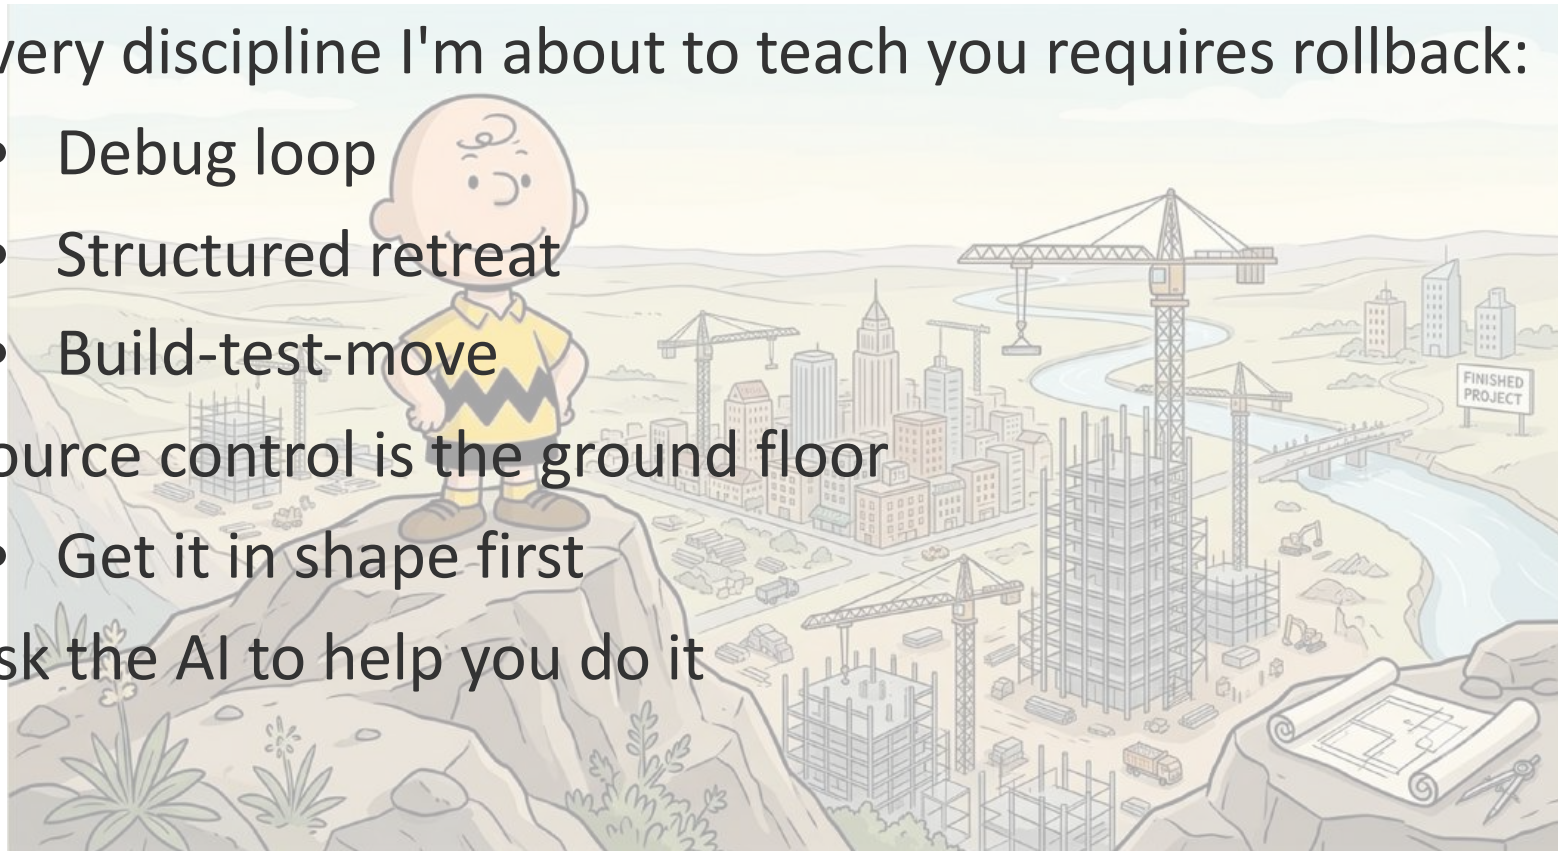 very discipline I'm about to teach you requires rollback:
• Debug loop
• Structured retreat
• Build-test-move
ource control is the ground floor
• Get it in shape first
sk the AI to help you do it
FINISHED
PROJECT